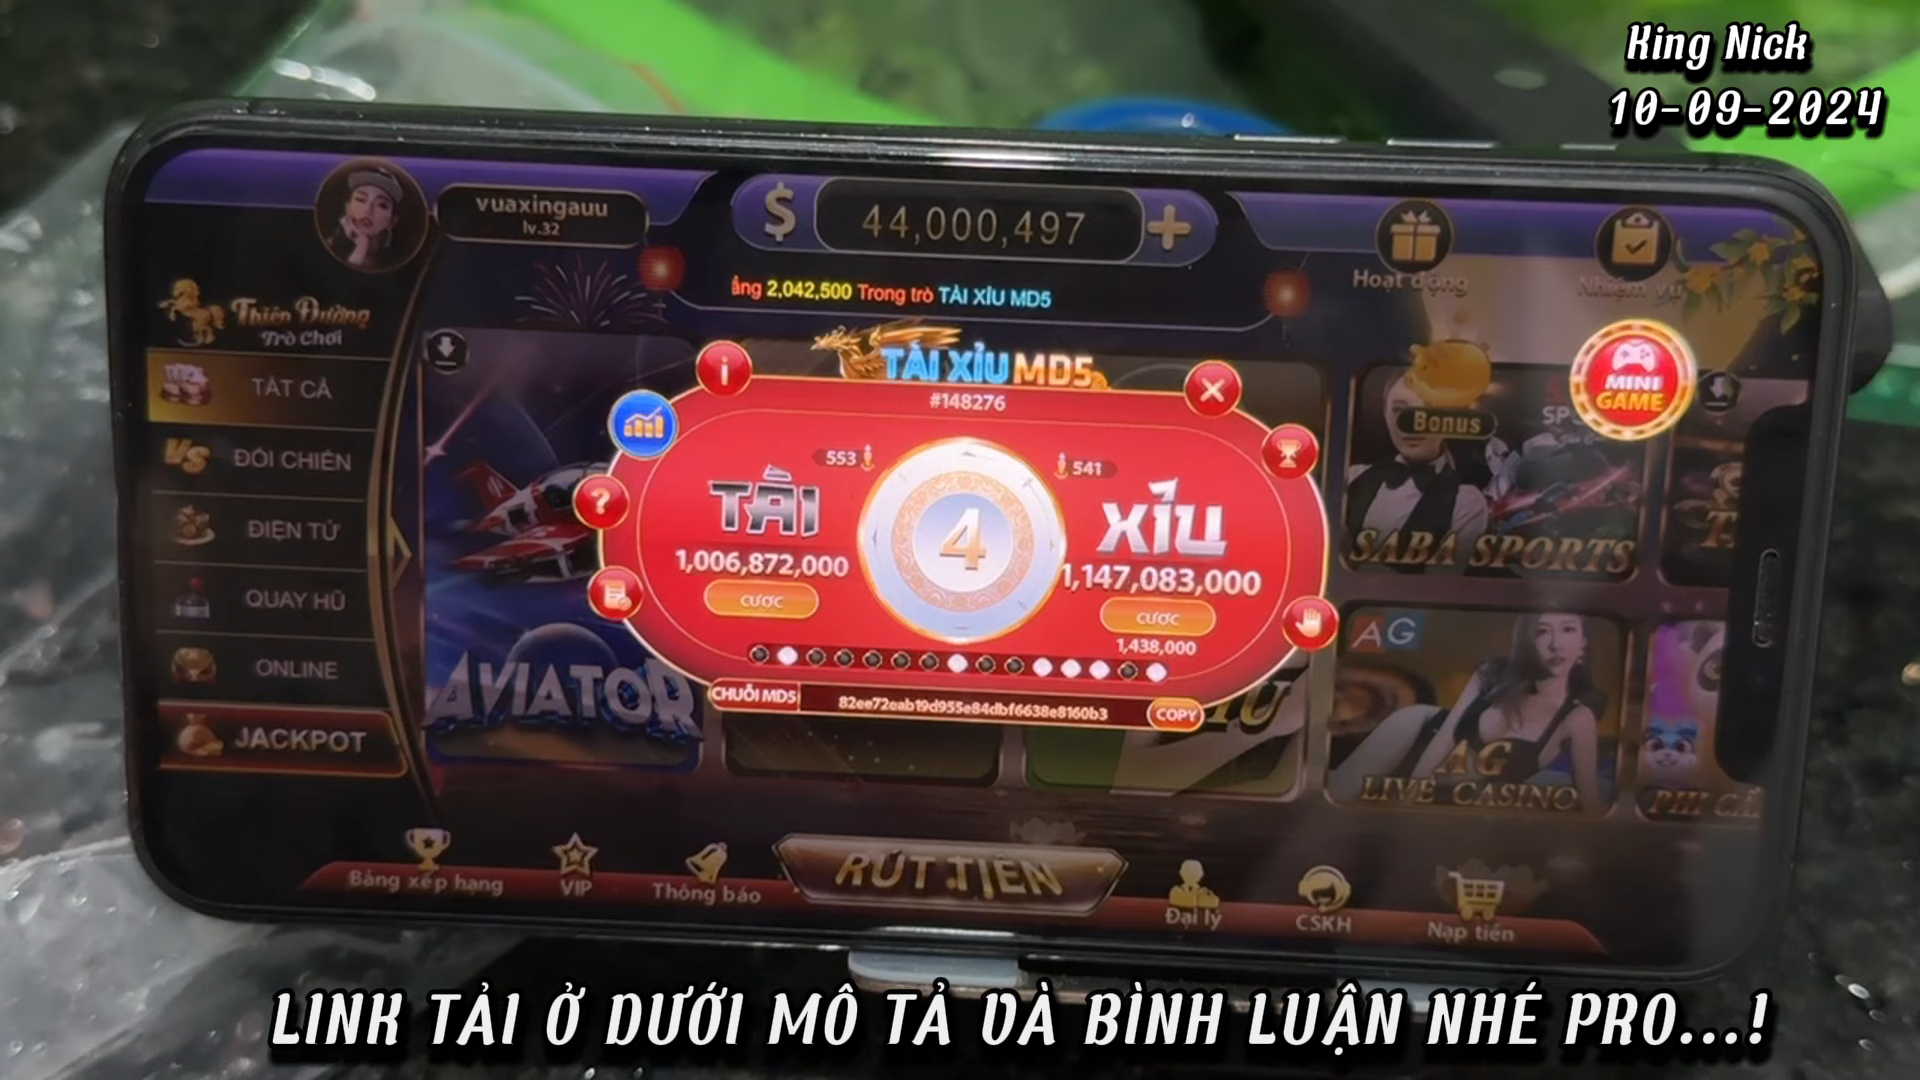 King Nick
10-09-2024
vuaxingauu
lv.32
$ 44,000,497 +
Hoạt động
Nhiệm vụ
ẳng 2,042,500 Trong trò TÀI XỈU MD5
Thiên Đường
Trò Chơi
TẤT CẢ
VS ĐỐI CHIẾN
ĐIỆN TỬ
QUAY HŨ
ONLINE
JACKPOT
TÀI XỈU MD5
#148276
i
X
?
553
541
TÀI
4
XỈU
1,006,872,000
1,147,083,000
CƯỢC
CƯỢC
1,438,000
CHUỖI MD5
82ee72eab19d955e84dbf6638e8160b3
COPY
AVIATOR
MINI
GAME
Bonus
SABA SPORTS
AG
AG
LIVE CASINO
Bảng xếp hạng
VIP
Thông báo
RÚT TIỀN
Đại lý
CSKH
Nạp tiền
LINK TẢI Ở DƯỚI MÔ TẢ VÀ BÌNH LUẬN NHÉ PRO...!